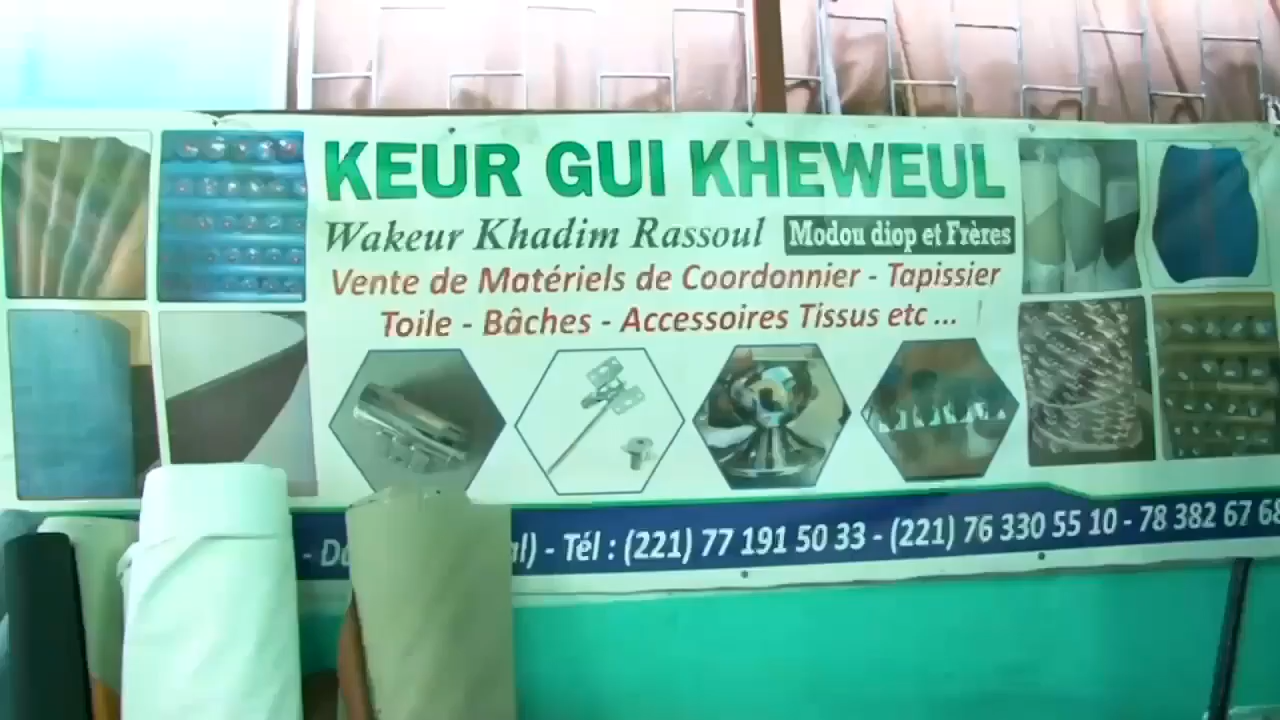 KEUR GUI KHEWEUL
Wakeur Khadim Rassoul Modou diop et Frères
Vente de Matériels de Coordonnier - Tapissier
Toile - Bâches - Accessoires Tissus etc ...
- Tél : (221) 77 191 50 33 - (221) 76 330 55 10 - 78 382 67 68